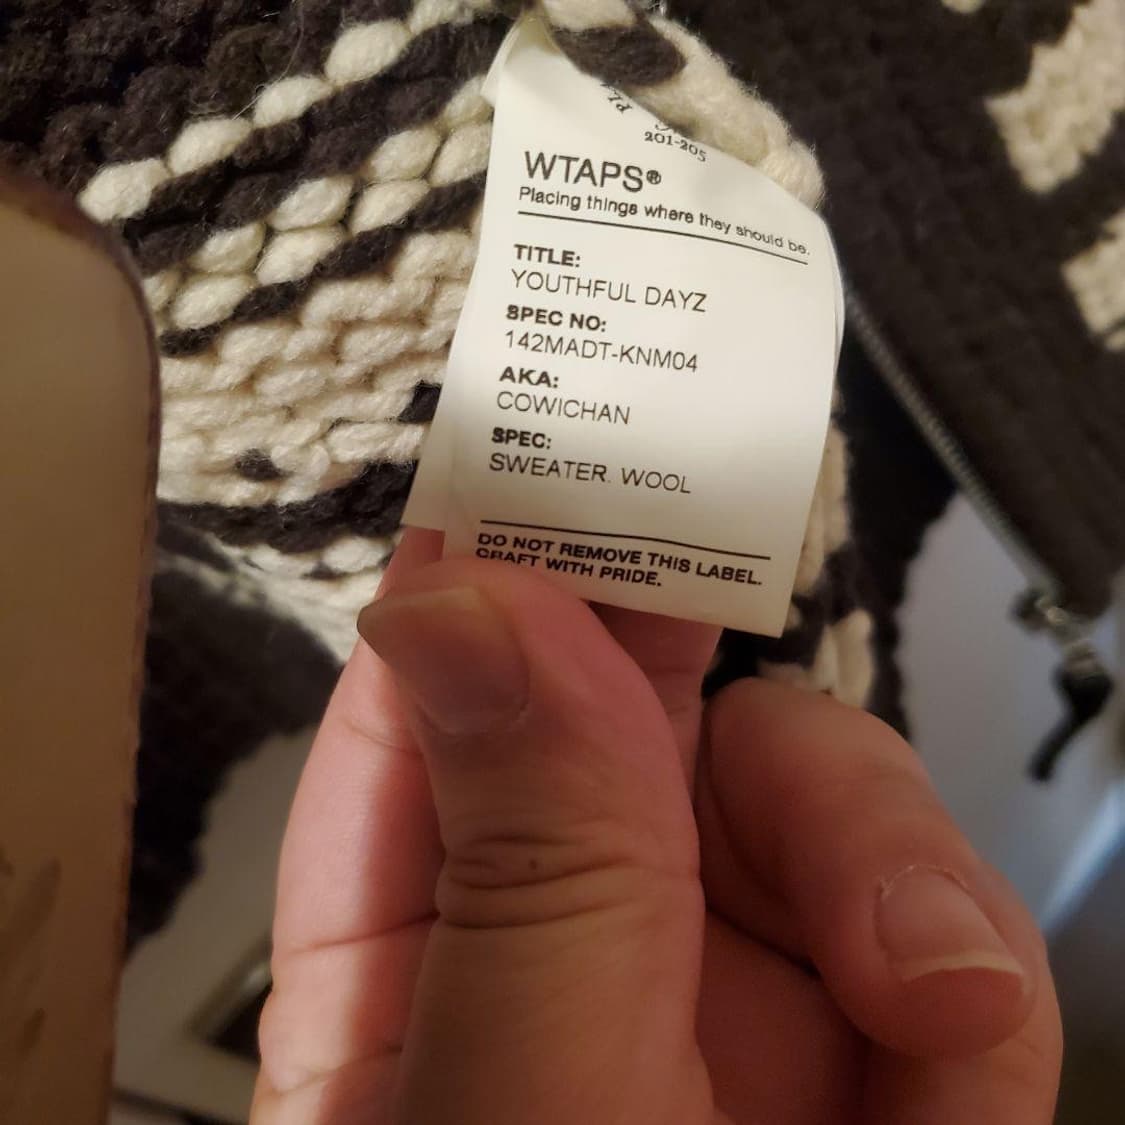 201-205
WTAPS®
Placing things where they should be.
TITLE:
YOUTHFUL DAYZ
SPEC NO:
142MADT-KNM04
AKA:
COWICHAN
SPEC:
SWEATER. WOOL
DO NOT REMOVE THIS LABEL.
CRAFT WITH PRIDE.